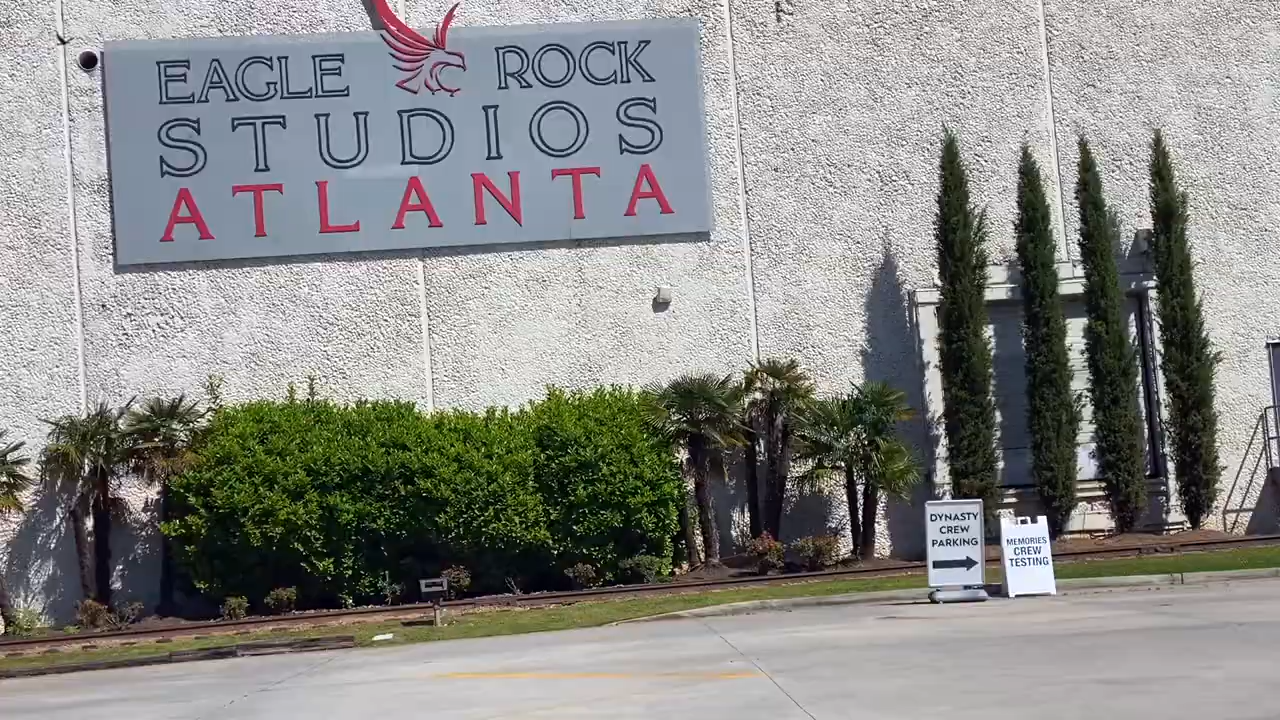 EAGLE ROCK
STUDIOS
ATLANTA
DYNASTY
CREW
PARKING
MEMORIES
CREW
TESTING